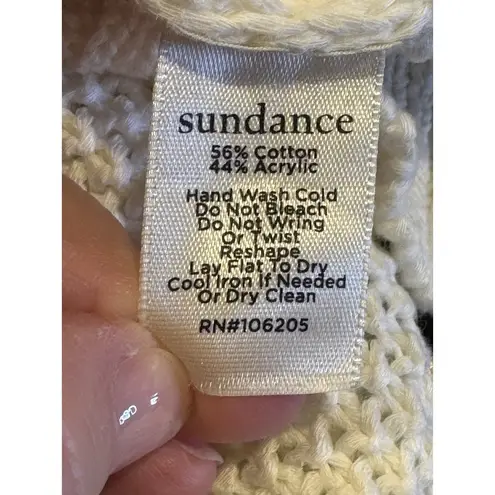 sundance
56% Cotton
44% Acrylic
Hand Wash Cold
Do Not Bleach
Do Not Wring
Or Twist
Reshape
Lay Flat To Dry
Cool Iron If Needed
Or Dry Clean
RN#106205